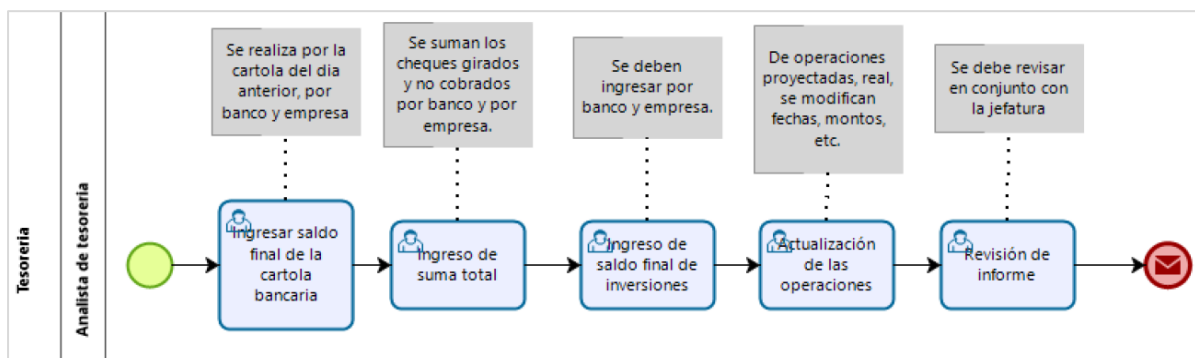 Tesoreria
Analista de tesoreria
Se realiza por la
cartola del dia
anterior, por
banco y empresa
Se suman los
cheques girados
y no cobrados
por banco y por
empresa.
Se deben
ingresar por
banco y empresa.
De operaciones
proyectadas, real,
se modifican
fechas, montos,
etc.
Se debe revisar
en conjunto con
la jefatura
Ingresar saldo
final de la
cartola
bancaria
Ingreso de
suma total
Ingreso de
saldo final de
inversiones
Actualización
de las
operaciones
Revisión de
informe